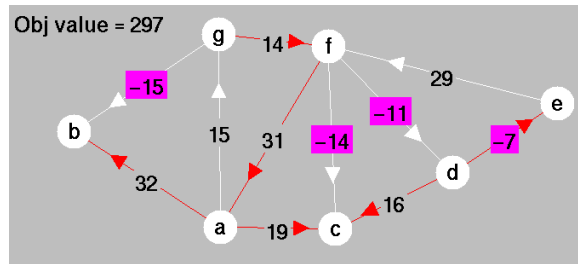 Obj value = 297
g 14 f
-15 29
e
b 15 31 -14 -11 -7
d
32 16
a 19 c